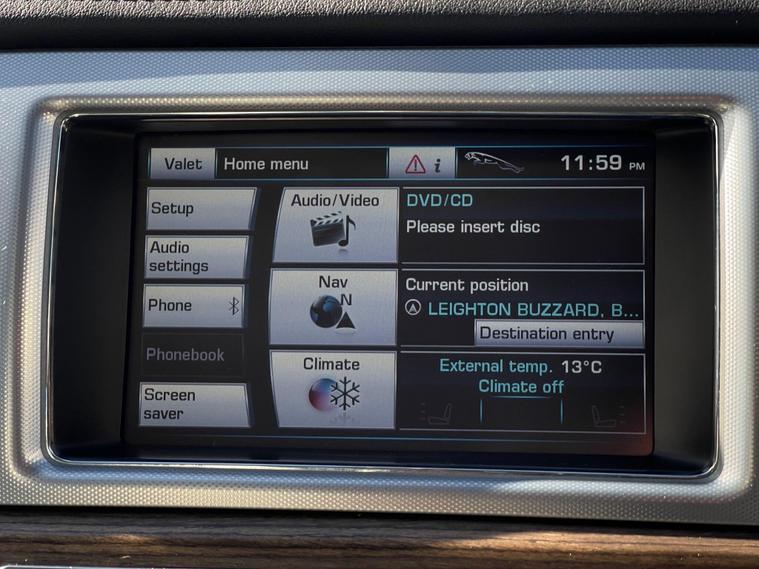 Valet
Home menu
i
11:59 PM
Setup
Audio
settings
Phone
Phonebook
Screen
saver
Audio/Video
Nav
N
Climate
DVD/CD
Please insert disc
Current position
LEIGHTON BUZZARD, B...
Destination entry
External temp. 13°C
Climate off